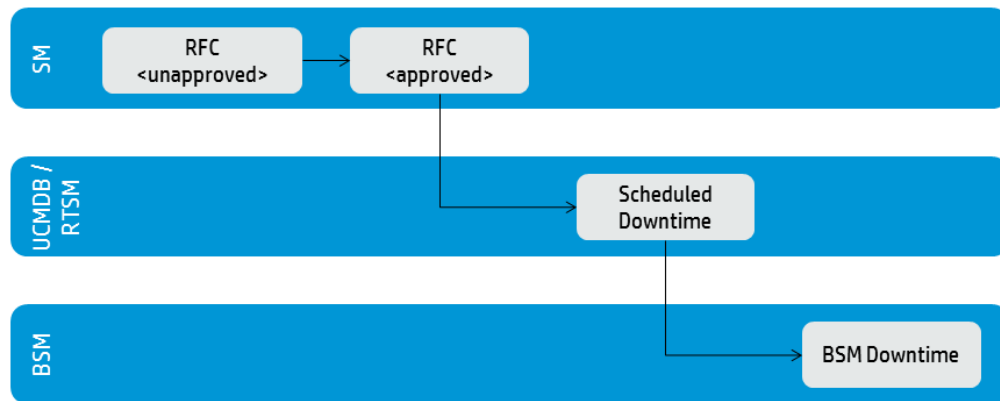 SM
RFC
<unapproved>
RFC
<approved>
UCMDB /
RTSM
Scheduled
Downtime
BSM
BSM Downtime